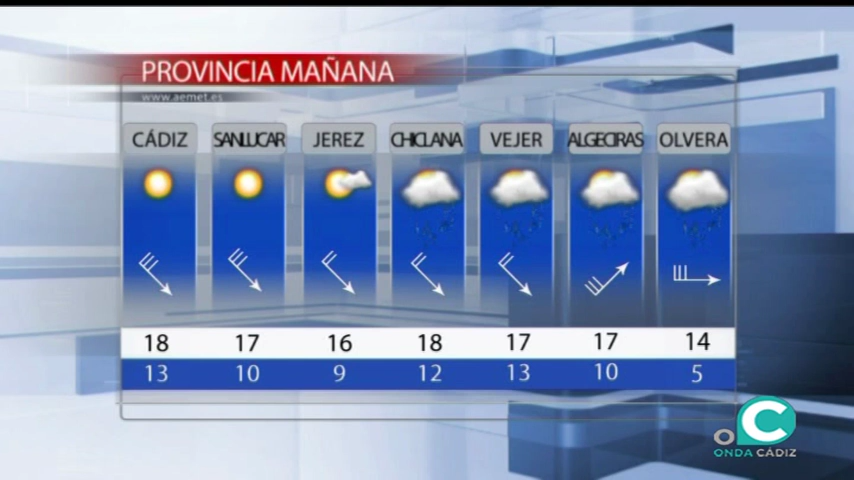 PROVINCIA MAÑANA
www.aemet.es
CÁDIZ SANLUCAR JEREZ CHICLANA VEJER ALGECIRAS OLVERA
18 17 16 18 17 17 14
13 10 9 12 13 10 5
O C
ONDA CÁDIZ